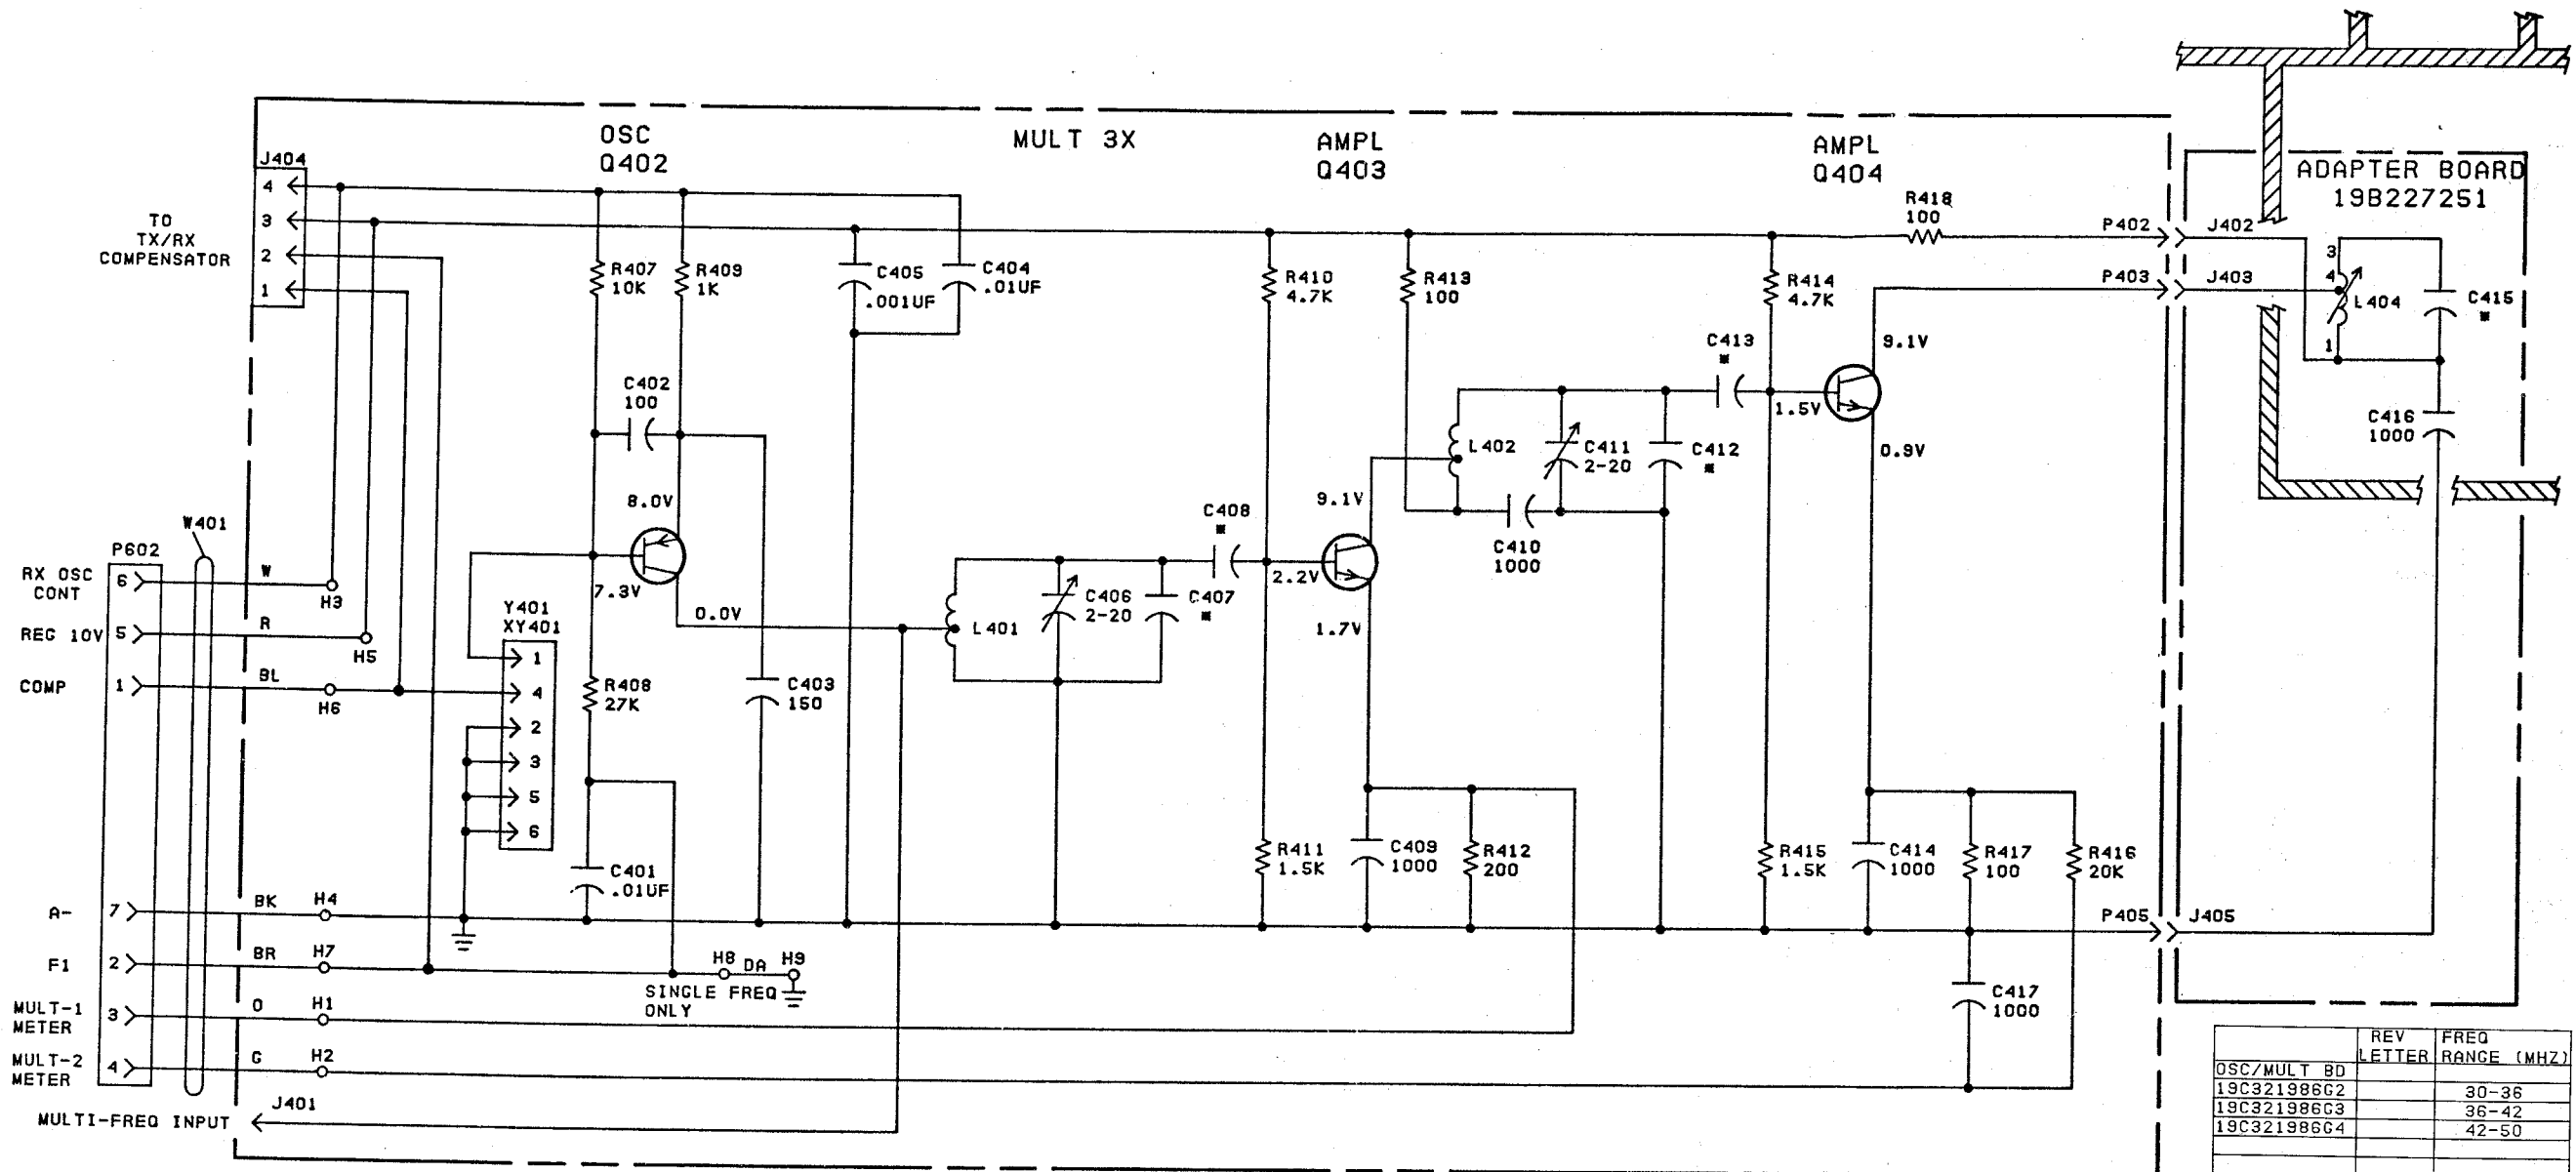 OSC
Q402
MULT 3X
AMPL
Q403
AMPL
Q404
ADAPTER BOARD
19B227251
J404
4
3
2
1
TO
TX/RX
COMPENSATOR
R407
10K
R409
1K
C405
.001UF
C404
.01UF
R410
4.7K
R413
100
R414
4.7K
R418
100
P402
J402
P403
J403
3
4
1
L404
C415
*
C416
1000
C402
100
8.0V
7.3V
0.0V
C413
*
1.5V
9.1V
0.9V
L402
C411
2-20
C412
*
C410
1000
9.1V
C408
*
2.2V
1.7V
L401
C406
2-20
C407
*
W401
P602
RX OSC
CONT
6
W
H3
REG 10V
5
R
H5
COMP
1
BL
H6
Y401
XY401
1
4
2
3
5
6
R408
27K
C403
150
C401
.01UF
R411
1.5K
C409
1000
R412
200
R415
1.5K
C414
1000
R417
100
R416
20K
A-
7
BK
H4
P405
J405
F1
2
BR
H7
H8
DA
H9
SINGLE FREQ
ONLY
MULT-1
METER
3
O
H1
C417
1000
MULT-2
METER
4
G
H2
MULTI-FREQ INPUT
J401
REV
LETTER
FREQ
RANGE (MHZ)
OSC/MULT BD
19C321986G2
30-36
19C321986G3
36-42
19C321986G4
42-50